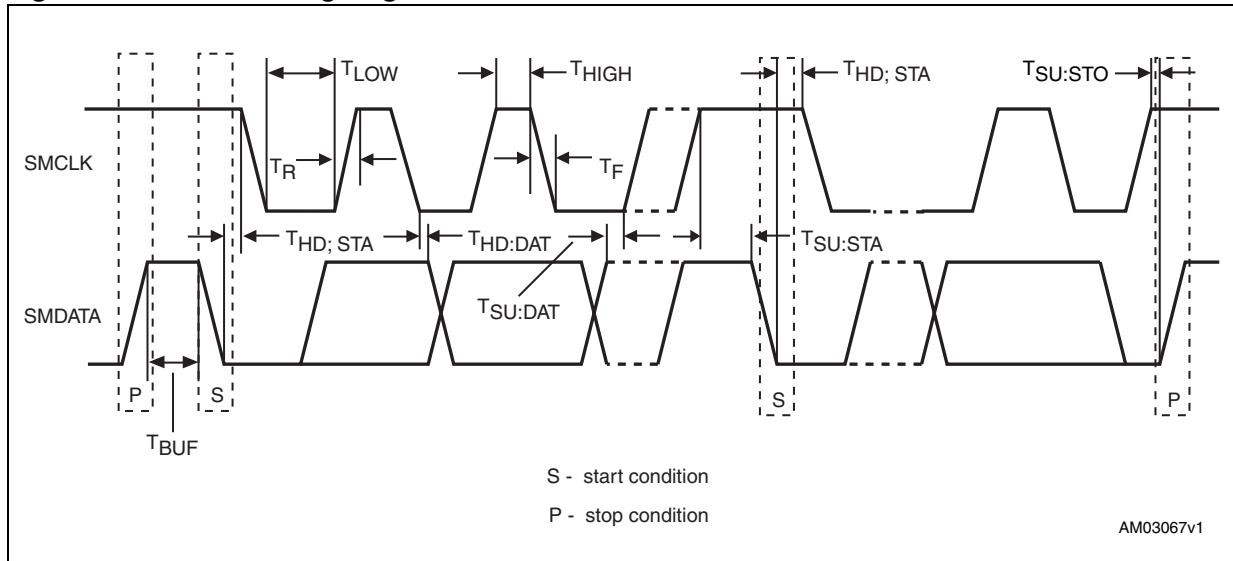 TLOW
THIGH
THD; STA
TSU:STO
SMCLK
TR
TF
THD; STA
THD:DAT
TSU:STA
TSU:DAT
SMDATA
P
S
S
P
TBUF
S - start condition
P - stop condition
AM03067v1